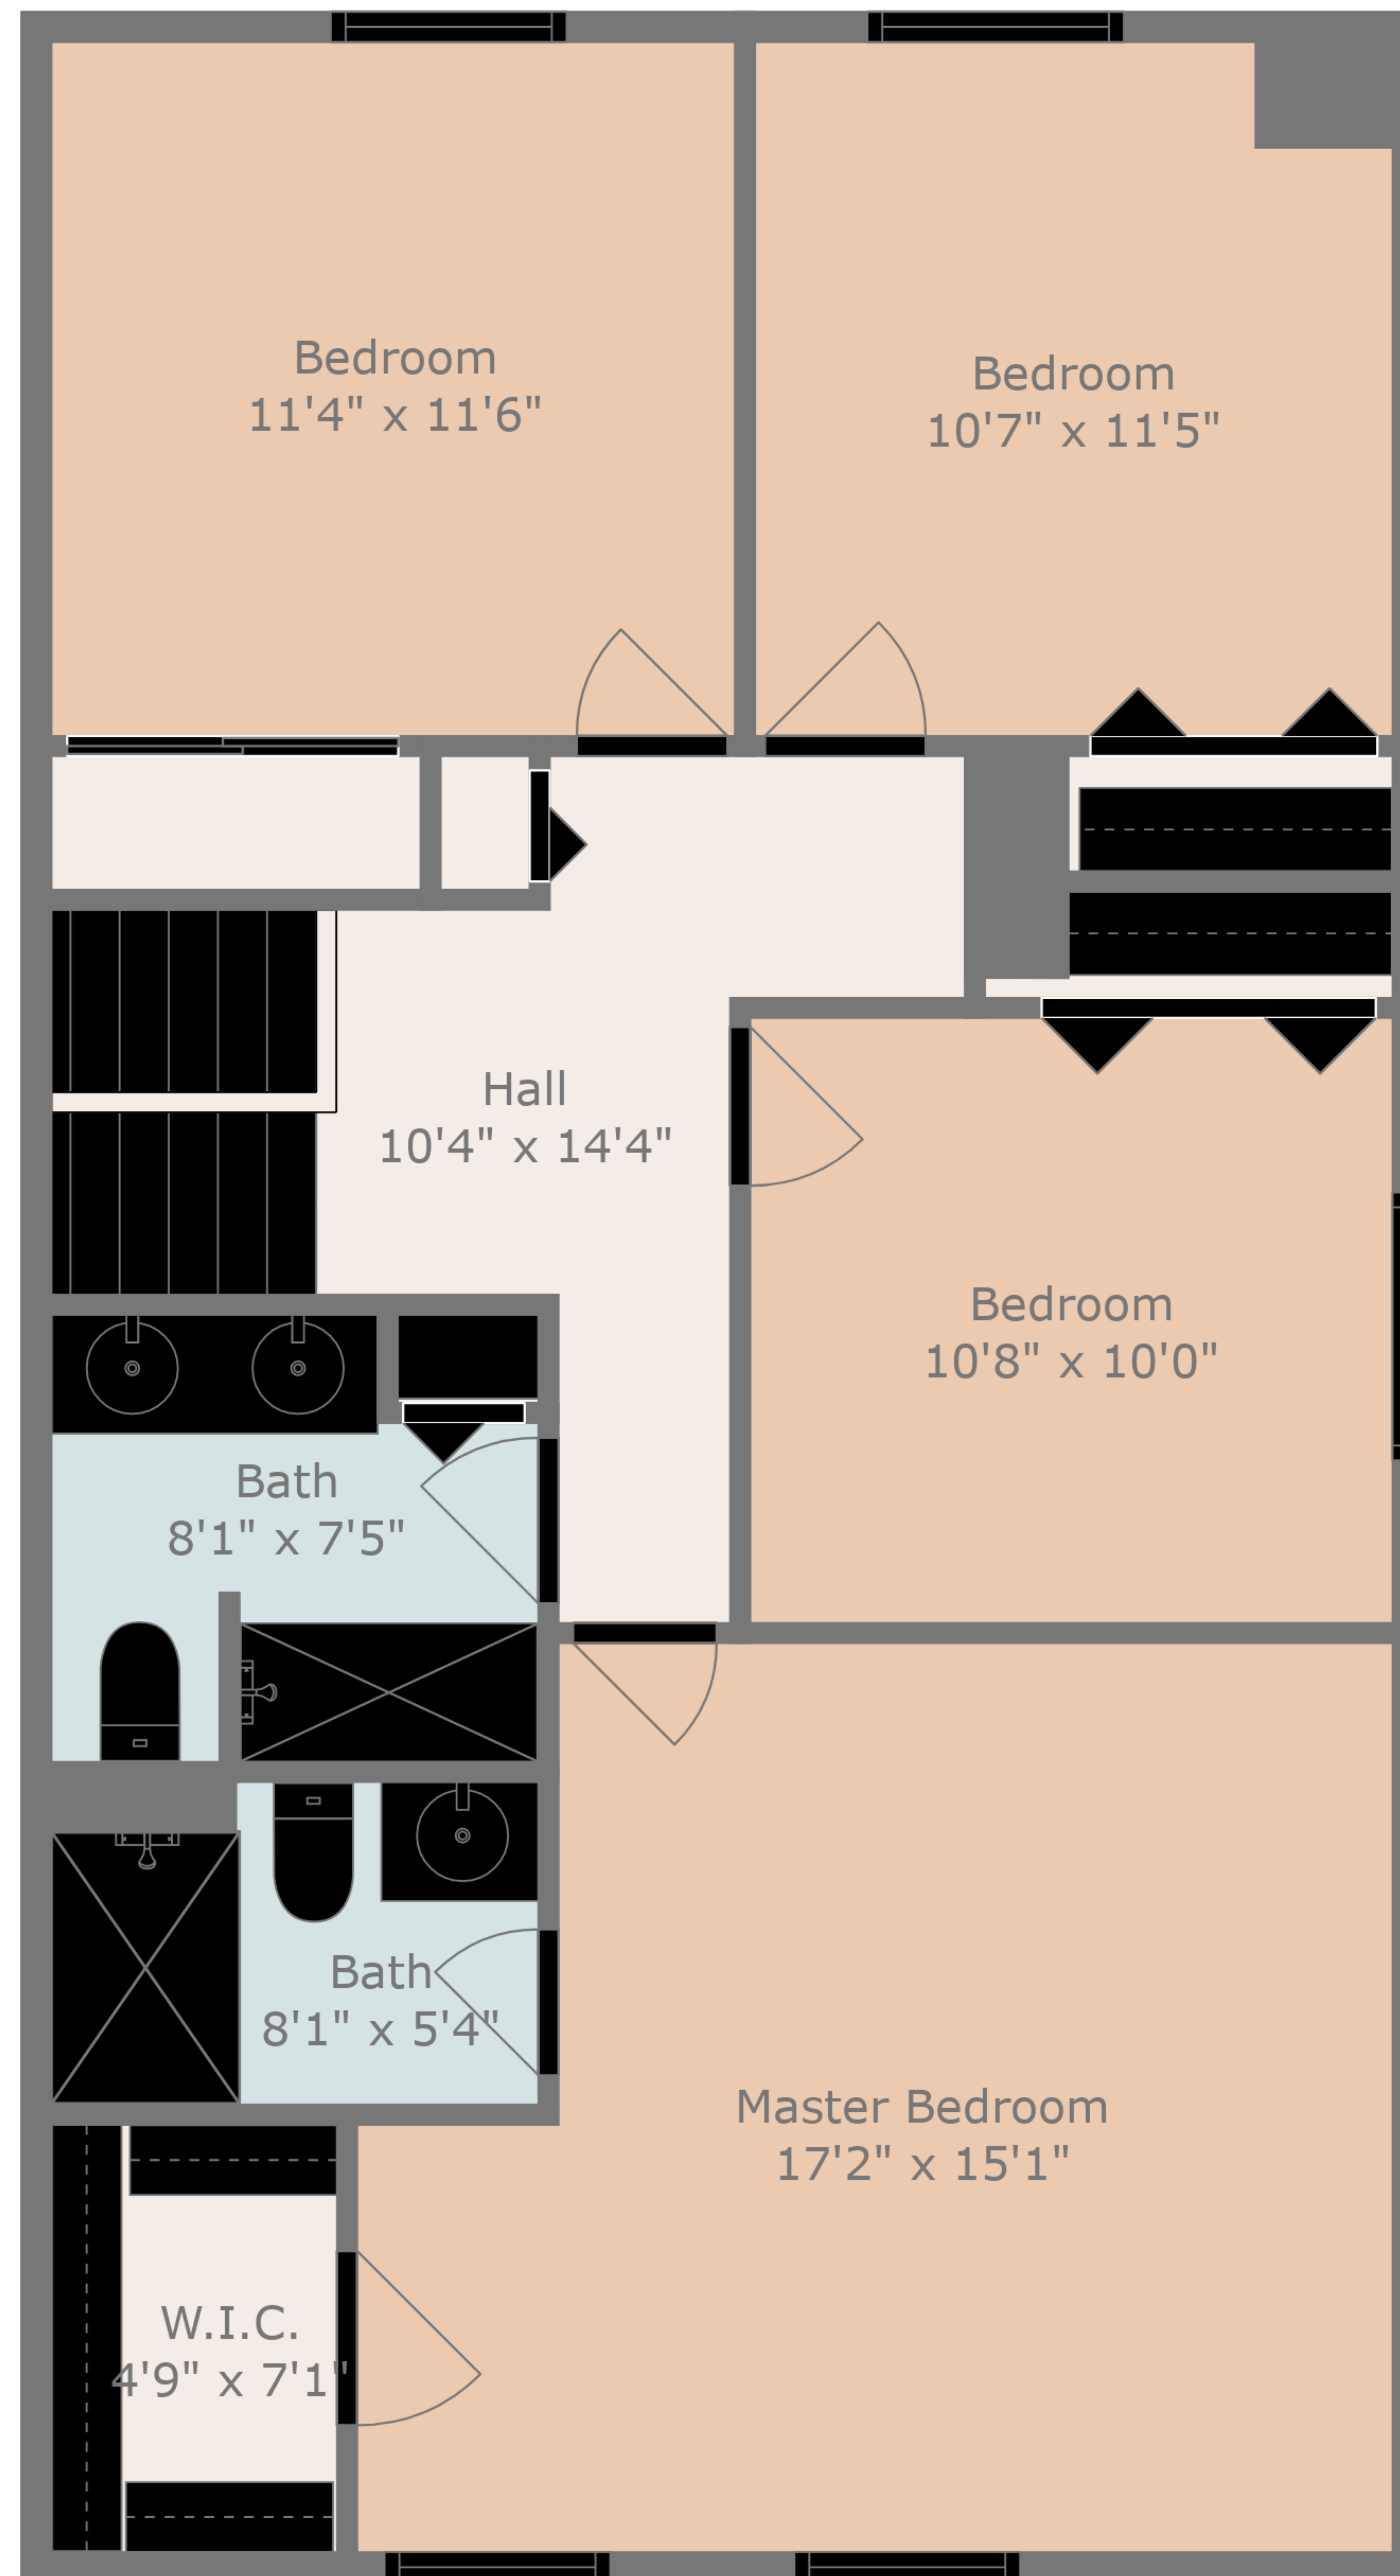 Bedroom
11'4" x 11'6"
Bedroom
10'7" x 11'5"
Hall
10'4" x 14'4"
Bedroom
10'8" x 10'0"
Bath
8'1" x 7'5"
Bath
8'1" x 5'4"
Master Bedroom
17'2" x 15'1"
W.I.C.
4'9" x 7'1"